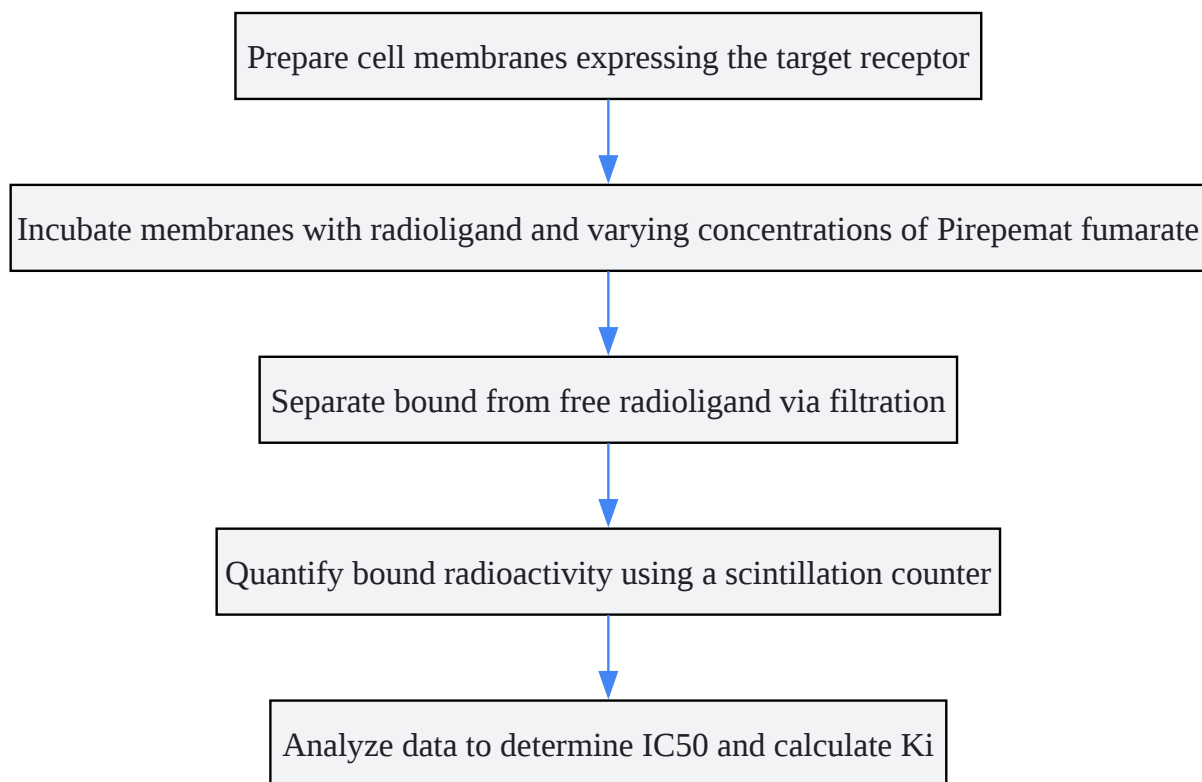 Prepare cell membranes expressing the target receptor
Incubate membranes with radioligand and varying concentrations of Pirepemat fumarate
Separate bound from free radioligand via filtration
Quantify bound radioactivity using a scintillation counter
Analyze data to determine IC50 and calculate Ki